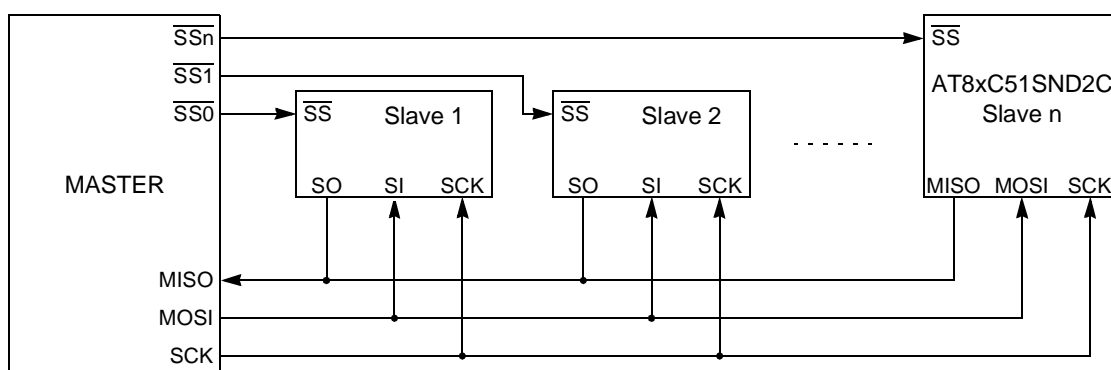 SSn
SS1
SS0
MASTER
MISO
MOSI
SCK
SS
Slave 1
SO SI SCK
SS
Slave 2
SO SI SCK
SS
AT8xC51SND2C
Slave n
MISO MOSI SCK